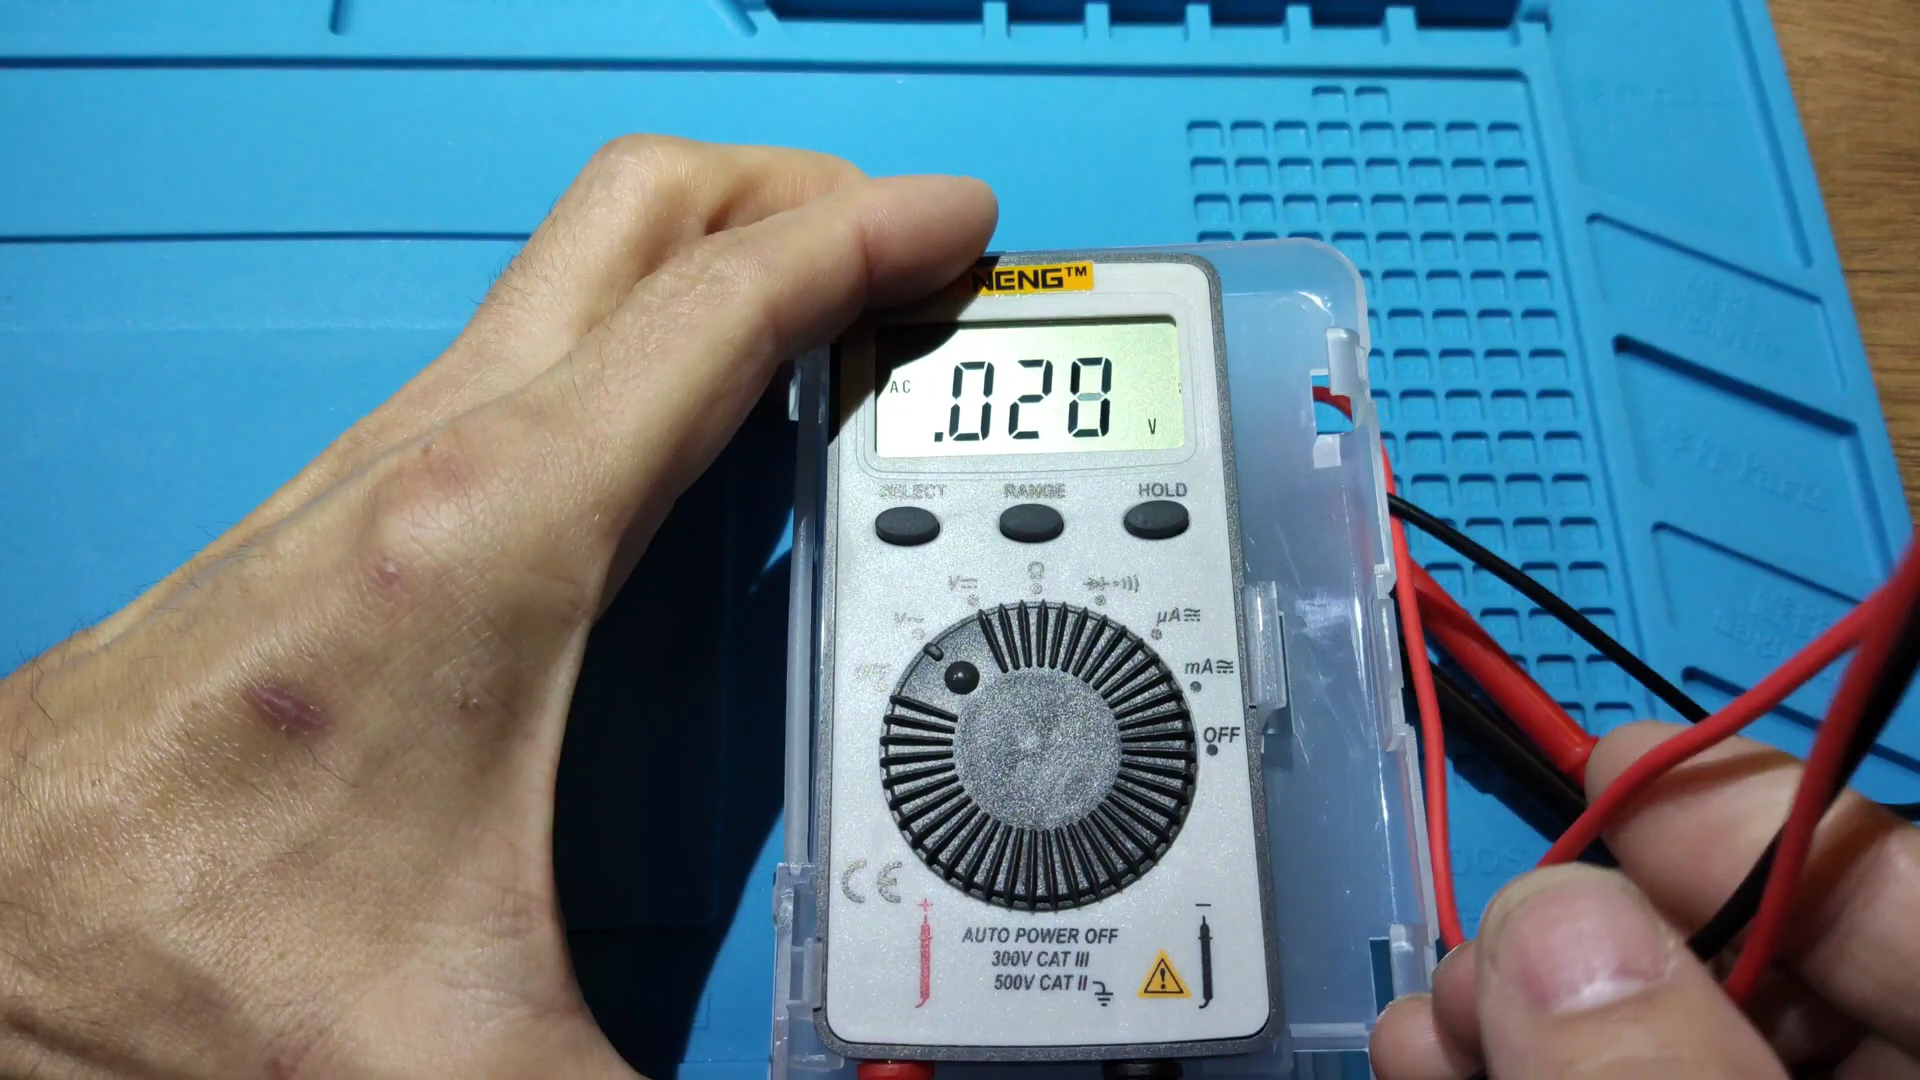 NENG™
AC .028 V
SELECT RANGE HOLD
V⎓ Ω
V~ µA≂
OFF mA≂
OFF
CE
+ −
AUTO POWER OFF
300V CAT III
500V CAT II